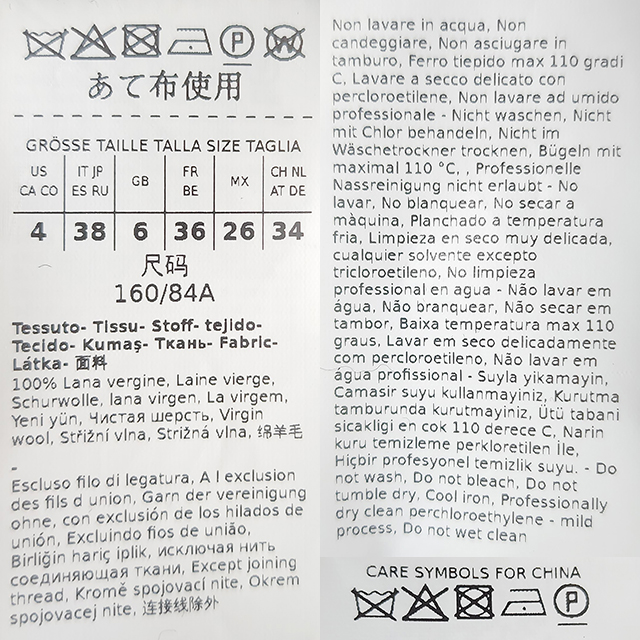 P W
あて布使用
GRÖSSE TAILLE TALLA SIZE TAGLIA
US CA CO | IT JP ES RU | GB | FR BE | MX | CH NL AT DE
4 | 38 | 6 | 36 | 26 | 34
尺码
160/84A
Tessuto- Tissu- Stoff- tejido-
Tecido- Kumaş- Ткань- Fabric-
Látka- 面料
100% Lana vergine, Laine vierge,
Schurwolle, lana virgen, La virgem,
Yeni yün, Чистая шерсть, Virgin
wool, Střižní vlna, Strižná vlna, 绵羊毛
-
Escluso filo di legatura, A l exclusion
des fils d union, Garn der vereinigung
ohne, con exclusión de los hilados de
unión, Excluindo fios de união,
Birliğin hariç iplik, исключая нить
соединяющая ткани, Except joining
thread, Kromě spojovací nite, Okrem
spojovacej nite, 连接线除外
Non lavare in acqua, Non
candeggiare, Non asciugare in
tamburo, Ferro tiepido max 110 gradi
C, Lavare a secco delicato con
percloroetilene, Non lavare ad umido
professionale - Nicht waschen, Nicht
mit Chlor behandeln, Nicht im
Wäschetrockner trocknen, Bügeln mit
maximal 110 °C, , Professionelle
Nassreinigung nicht erlaubt - No
lavar, No blanquear, No secar a
màquina, Planchado a temperatura
fria, Limpieza en seco muy delicada,
cualquier solvente excepto
tricloroetileno, No limpieza
professional en agua - Não lavar em
água, Não branquear, Não secar em
tambor, Baixa temperatura max 110
graus, Lavar em seco delicadamente
com percloroetileno, Não lavar em
água profissional - Suyla yikamayin,
Camasir suyu kullanmayiniz, Kurutma
tamburunda kurutmayiniz, Ütü tabani
sicakligi en cok 110 derece C, Narin
kuru temizleme perkloretilen İle,
Hiçbir profesyonel temizlik suyu. - Do
not wash, Do not bleach, Do not
tumble dry, Cool iron, Professionally
dry clean perchloroethylene - mild
process, Do not wet clean
CARE SYMBOLS FOR CHINA
P